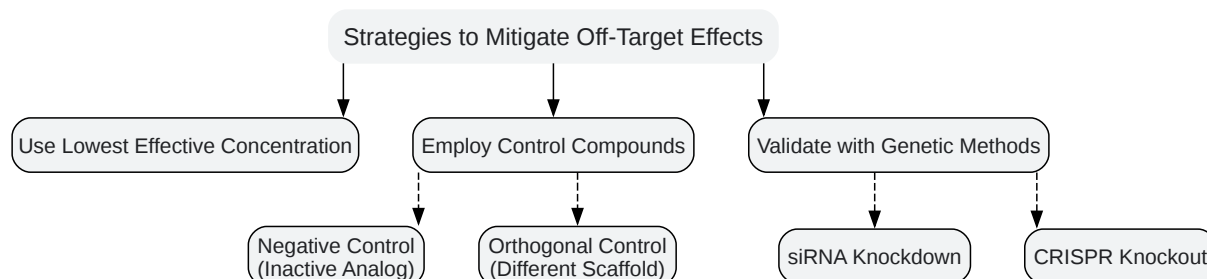 Strategies to Mitigate Off-Target Effects
Use Lowest Effective Concentration
Employ Control Compounds
Validate with Genetic Methods
Negative Control
(Inactive Analog)
Orthogonal Control
(Different Scaffold)
siRNA Knockdown
CRISPR Knockout